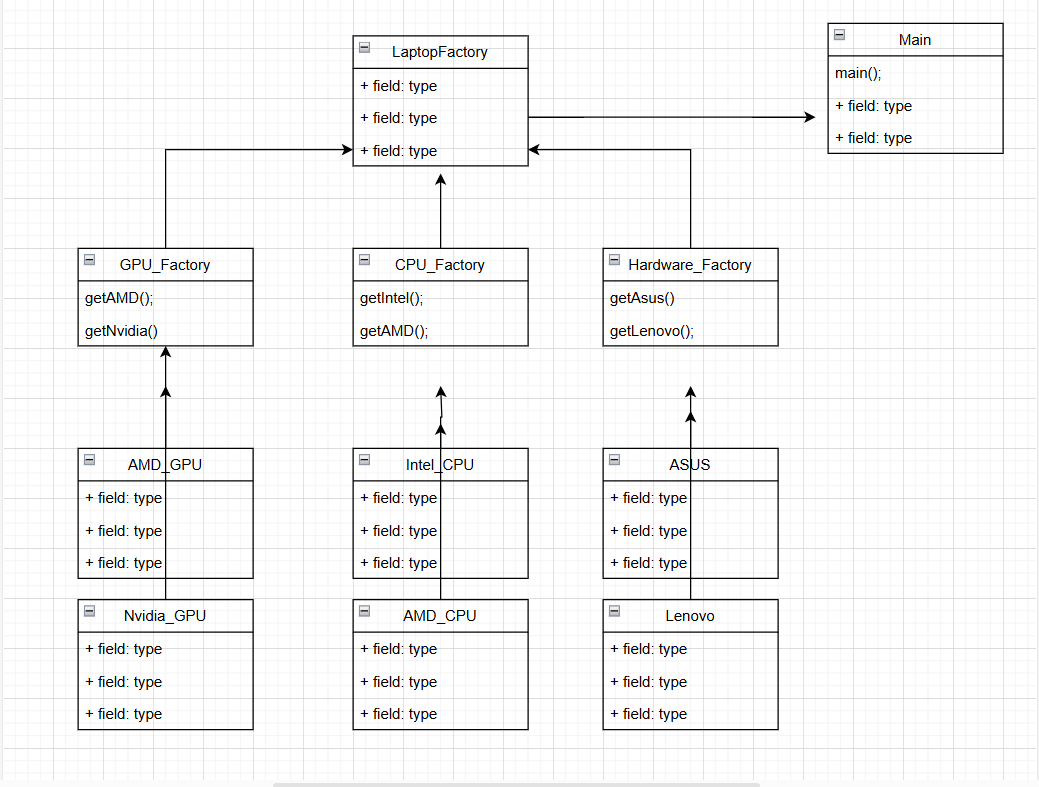 LaptopFactory
+ field: type
+ field: type
+ field: type
Main
main();
+ field: type
+ field: type
GPU_Factory
getAMD();
getNvidia()
CPU_Factory
getIntel();
getAMD();
Hardware_Factory
getAsus()
getLenovo();
AMD_GPU
+ field: type
+ field: type
+ field: type
Intel_CPU
+ field: type
+ field: type
+ field: type
ASUS
+ field: type
+ field: type
+ field: type
Nvidia_GPU
+ field: type
+ field: type
+ field: type
AMD_CPU
+ field: type
+ field: type
+ field: type
Lenovo
+ field: type
+ field: type
+ field: type